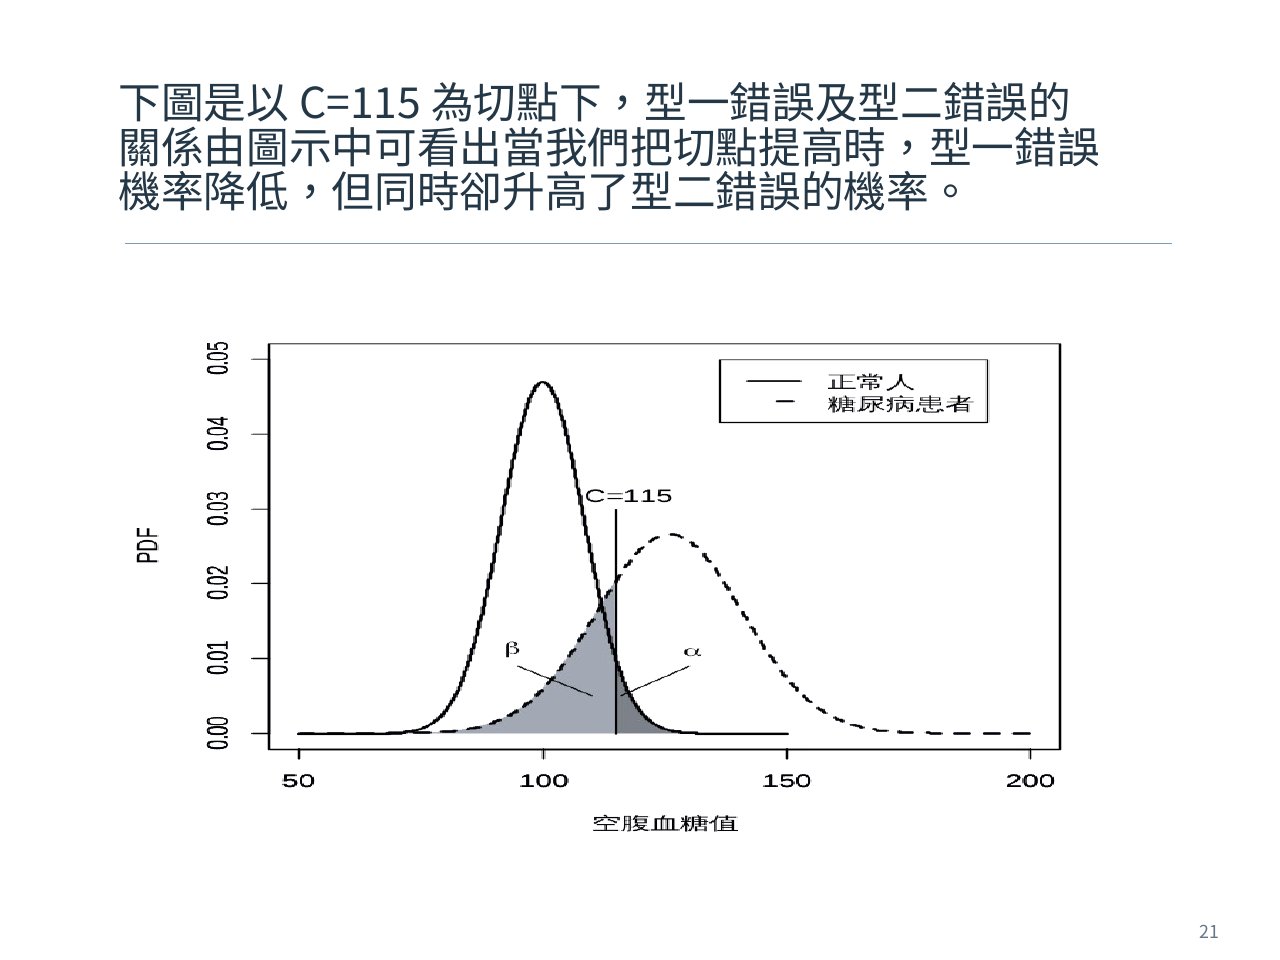 下圖是以 C=115 為切點下，型一錯誤及型二錯誤的
關係由圖示中可看出當我們把切點提高時，型一錯誤
機率降低，但同時卻升高了型二錯誤的機率。
0.05
0.04
0.03
0.02
0.01
0.00
PDF
正常人
糖尿病患者
C=115
β
α
50
100
150
200
空腹血糖值
21